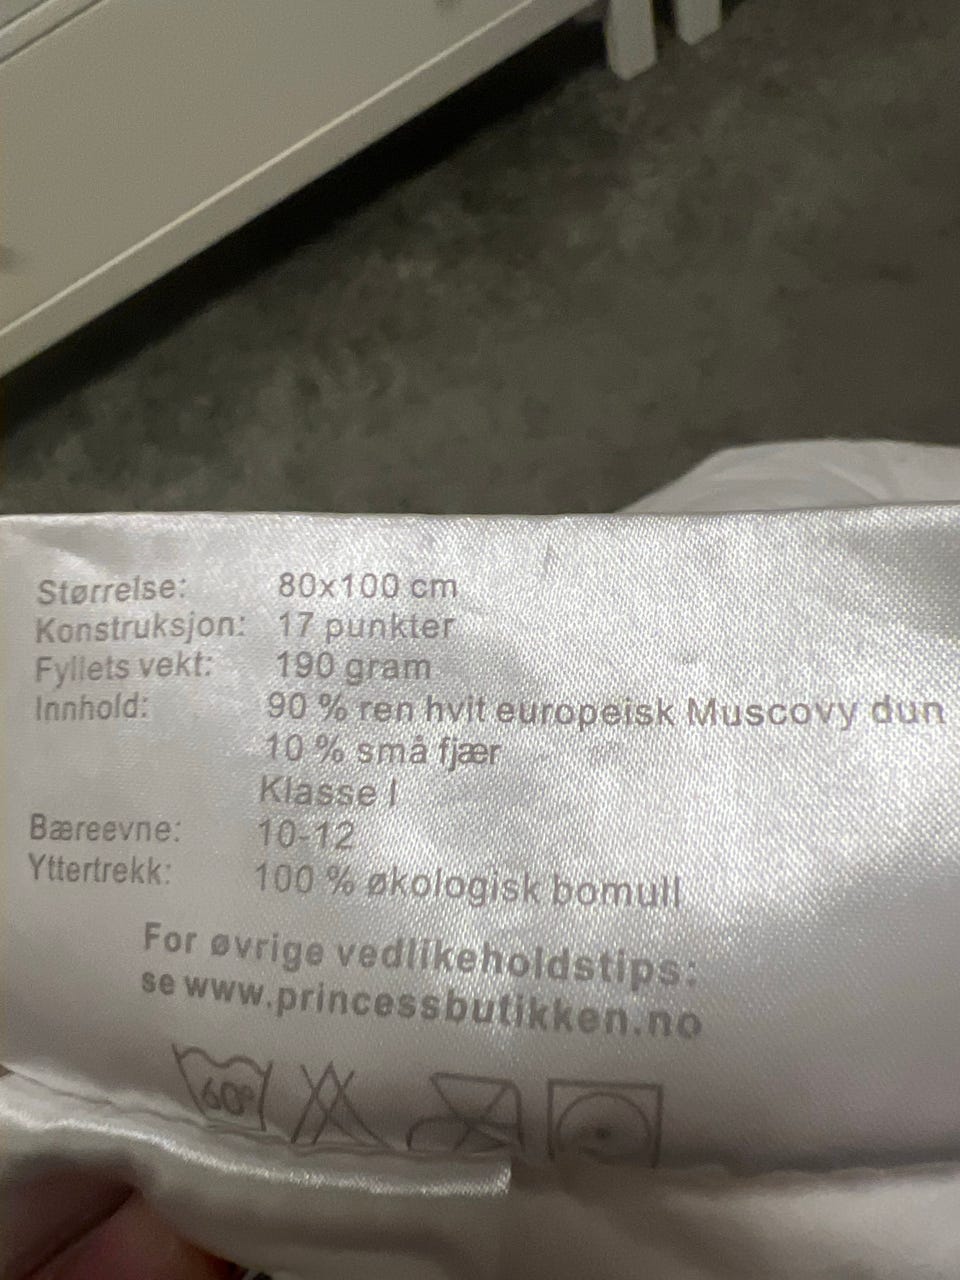 Størrelse: 80x100 cm
Konstruksjon: 17 punkter
Fyllets vekt: 190 gram
Innhold: 90 % ren hvit europeisk Muscovy dun
10 % små fjær
Klasse I
Bæreevne: 10-12
Yttertrekk: 100 % økologisk bomull
For øvrige vedlikeholdstips:
se www.princessbutikken.no
60°